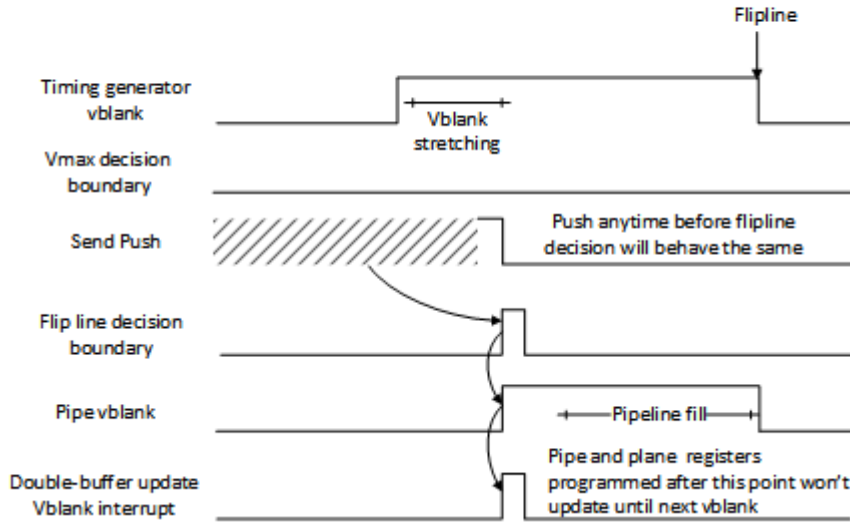 Flipline
Timing generator
vblank
Vblank
stretching
Vmax decision
boundary
Send Push
Push anytime before flipline
decision will behave the same
Flip line decision
boundary
Pipe vblank
Pipeline fill
Double-buffer update
Vblank interrupt
Pipe and plane registers
programmed after this point won't
update until next vblank